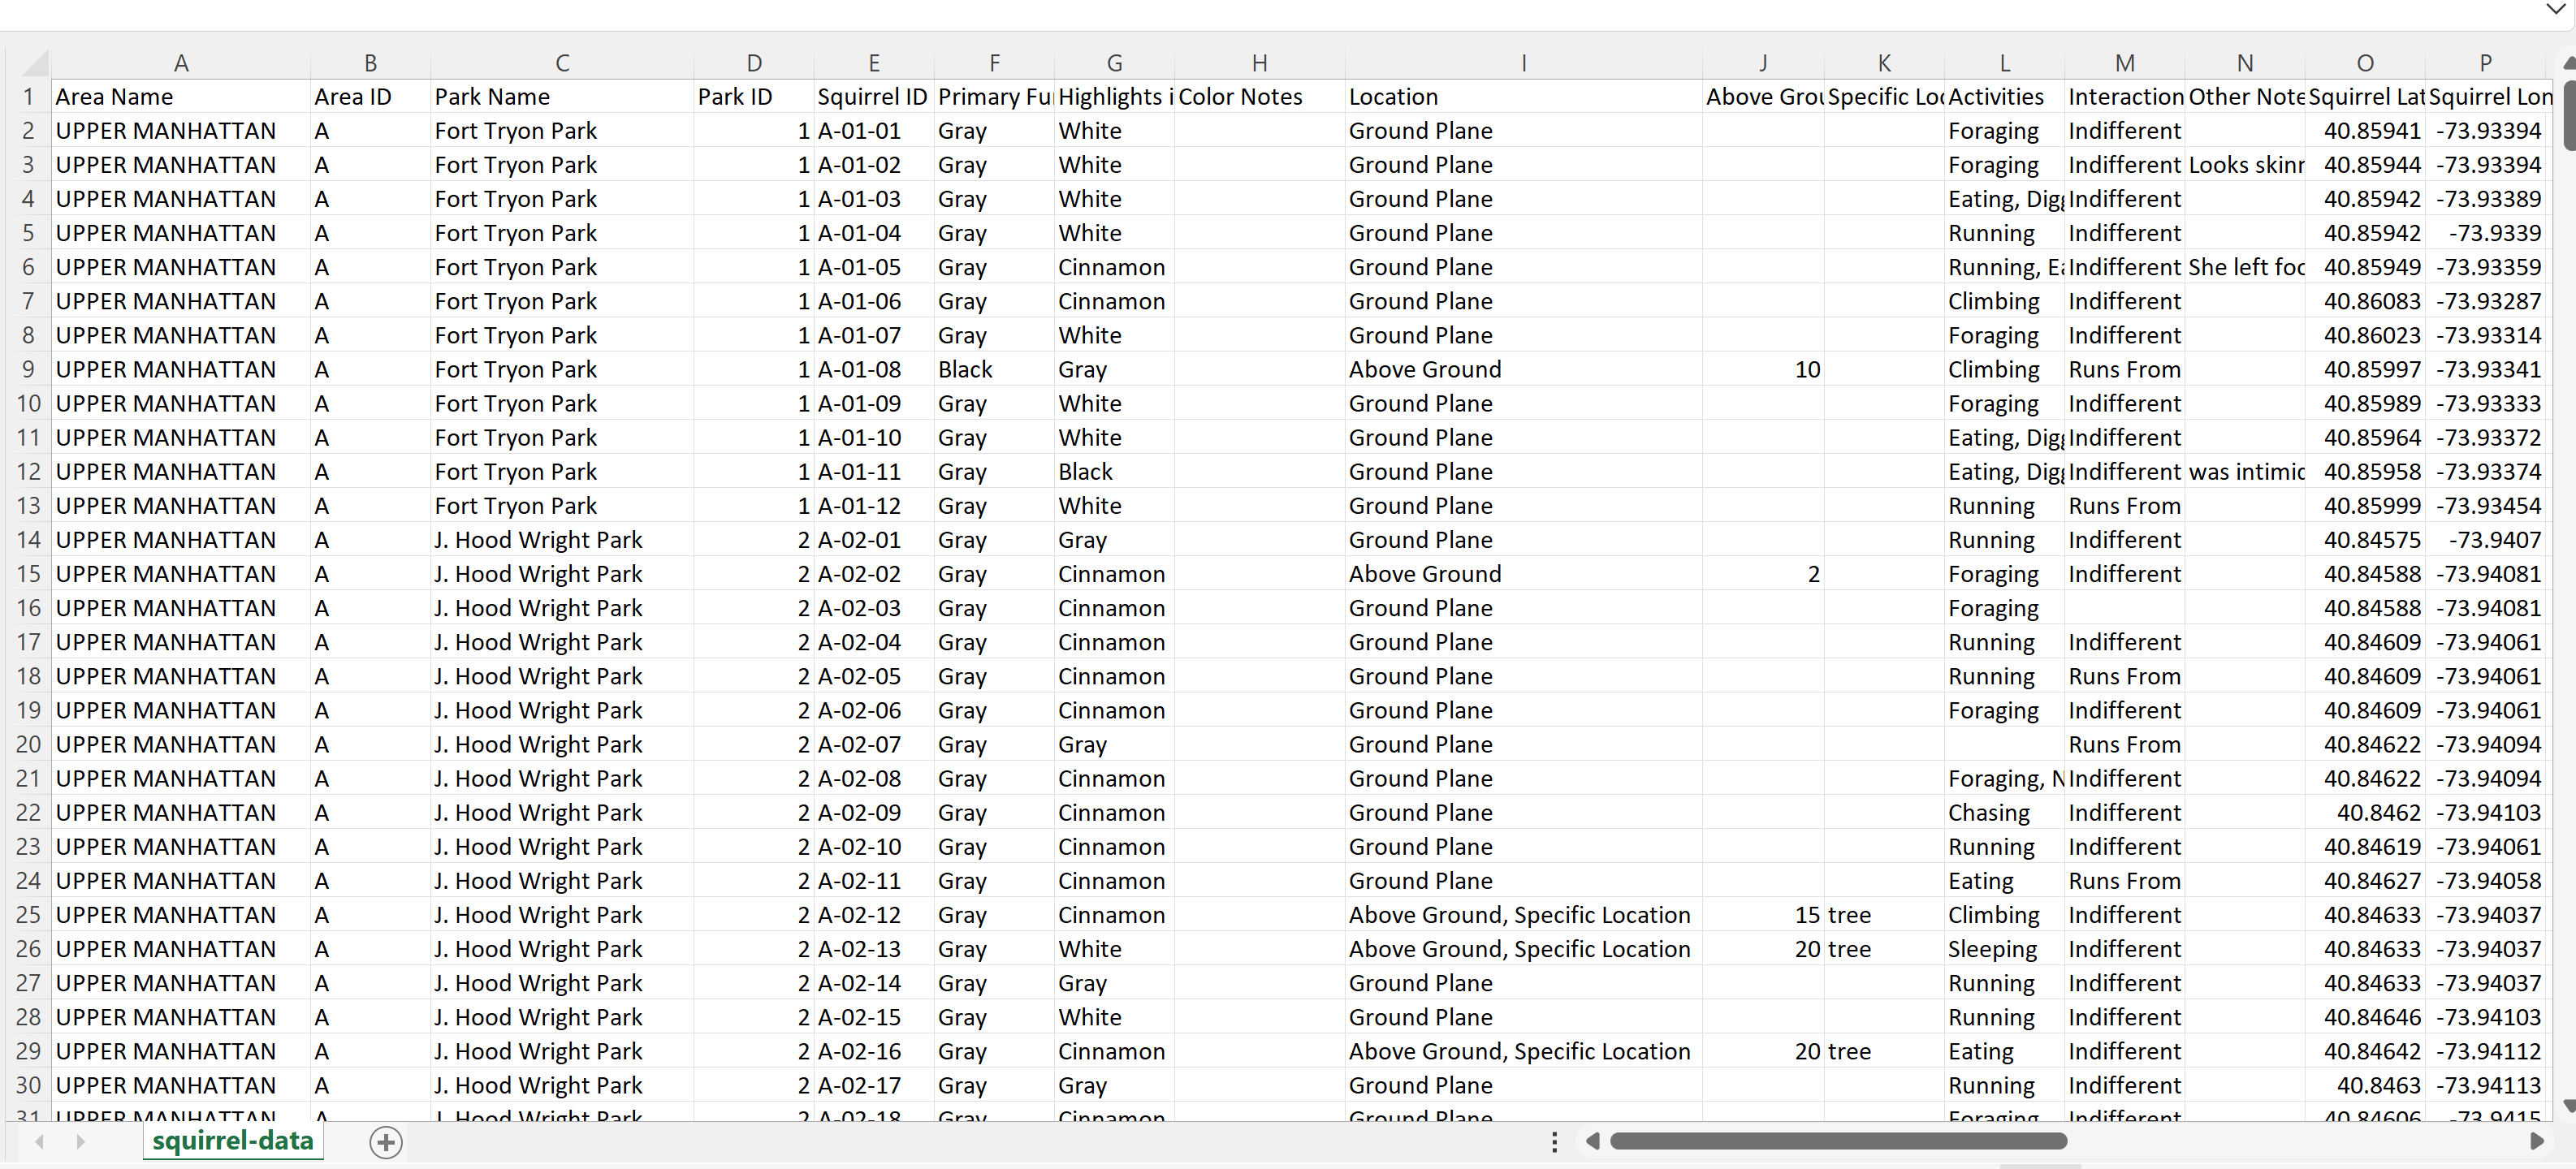 A B C D E F G H I J K L M N O P
1 Area Name Area ID Park Name Park ID Squirrel ID Primary Fu Highlights i Color Notes Location Above Grou Specific Loc Activities Interaction Other Note Squirrel Lat Squirrel Lon
2 UPPER MANHATTAN A Fort Tryon Park 1 A-01-01 Gray White Ground Plane Foraging Indifferent 40.85941 -73.93394
3 UPPER MANHATTAN A Fort Tryon Park 1 A-01-02 Gray White Ground Plane Foraging Indifferent Looks skinn 40.85944 -73.93394
4 UPPER MANHATTAN A Fort Tryon Park 1 A-01-03 Gray White Ground Plane Eating, Digg Indifferent 40.85942 -73.93389
5 UPPER MANHATTAN A Fort Tryon Park 1 A-01-04 Gray White Ground Plane Running Indifferent 40.85942 -73.9339
6 UPPER MANHATTAN A Fort Tryon Park 1 A-01-05 Gray Cinnamon Ground Plane Running, Ea Indifferent She left foo 40.85949 -73.93359
7 UPPER MANHATTAN A Fort Tryon Park 1 A-01-06 Gray Cinnamon Ground Plane Climbing Indifferent 40.86083 -73.93287
8 UPPER MANHATTAN A Fort Tryon Park 1 A-01-07 Gray White Ground Plane Foraging Indifferent 40.86023 -73.93314
9 UPPER MANHATTAN A Fort Tryon Park 1 A-01-08 Black Gray Above Ground 10 Climbing Runs From 40.85997 -73.93341
10 UPPER MANHATTAN A Fort Tryon Park 1 A-01-09 Gray White Ground Plane Foraging Indifferent 40.85989 -73.93333
11 UPPER MANHATTAN A Fort Tryon Park 1 A-01-10 Gray White Ground Plane Eating, Digg Indifferent 40.85964 -73.93372
12 UPPER MANHATTAN A Fort Tryon Park 1 A-01-11 Gray Black Ground Plane Eating, Digg Indifferent was intimid 40.85958 -73.93374
13 UPPER MANHATTAN A Fort Tryon Park 1 A-01-12 Gray White Ground Plane Running Runs From 40.85999 -73.93454
14 UPPER MANHATTAN A J. Hood Wright Park 2 A-02-01 Gray Gray Ground Plane Running Indifferent 40.84575 -73.9407
15 UPPER MANHATTAN A J. Hood Wright Park 2 A-02-02 Gray Cinnamon Above Ground 2 Foraging Indifferent 40.84588 -73.94081
16 UPPER MANHATTAN A J. Hood Wright Park 2 A-02-03 Gray Cinnamon Ground Plane Foraging 40.84588 -73.94081
17 UPPER MANHATTAN A J. Hood Wright Park 2 A-02-04 Gray Cinnamon Ground Plane Running Indifferent 40.84609 -73.94061
18 UPPER MANHATTAN A J. Hood Wright Park 2 A-02-05 Gray Cinnamon Ground Plane Running Runs From 40.84609 -73.94061
19 UPPER MANHATTAN A J. Hood Wright Park 2 A-02-06 Gray Cinnamon Ground Plane Foraging Indifferent 40.84609 -73.94061
20 UPPER MANHATTAN A J. Hood Wright Park 2 A-02-07 Gray Gray Ground Plane Runs From 40.84622 -73.94094
21 UPPER MANHATTAN A J. Hood Wright Park 2 A-02-08 Gray Cinnamon Ground Plane Foraging, N Indifferent 40.84622 -73.94094
22 UPPER MANHATTAN A J. Hood Wright Park 2 A-02-09 Gray Cinnamon Ground Plane Chasing Indifferent 40.8462 -73.94103
23 UPPER MANHATTAN A J. Hood Wright Park 2 A-02-10 Gray Cinnamon Ground Plane Running Indifferent 40.84619 -73.94061
24 UPPER MANHATTAN A J. Hood Wright Park 2 A-02-11 Gray Cinnamon Ground Plane Eating Runs From 40.84627 -73.94058
25 UPPER MANHATTAN A J. Hood Wright Park 2 A-02-12 Gray Cinnamon Above Ground, Specific Location 15 tree Climbing Indifferent 40.84633 -73.94037
26 UPPER MANHATTAN A J. Hood Wright Park 2 A-02-13 Gray White Above Ground, Specific Location 20 tree Sleeping Indifferent 40.84633 -73.94037
27 UPPER MANHATTAN A J. Hood Wright Park 2 A-02-14 Gray Gray Ground Plane Running Indifferent 40.84633 -73.94037
28 UPPER MANHATTAN A J. Hood Wright Park 2 A-02-15 Gray White Ground Plane Running Indifferent 40.84646 -73.94103
29 UPPER MANHATTAN A J. Hood Wright Park 2 A-02-16 Gray Cinnamon Above Ground, Specific Location 20 tree Eating Indifferent 40.84642 -73.94112
30 UPPER MANHATTAN A J. Hood Wright Park 2 A-02-17 Gray Gray Ground Plane Running Indifferent 40.8463 -73.94113
31 UPPER MANHATTAN A J. Hood Wright Park 2 A-02-18 Gray Cinnamon Ground Plane Foraging Indifferent 40.84606 -73.9415
squirrel-data